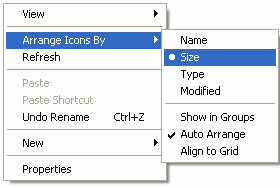 View
Arrange Icons By
Refresh
Paste
Paste Shortcut
Undo Rename Ctrl+Z
New
Properties
Name
Size
Type
Modified
Show in Groups
Auto Arrange
Align to Grid